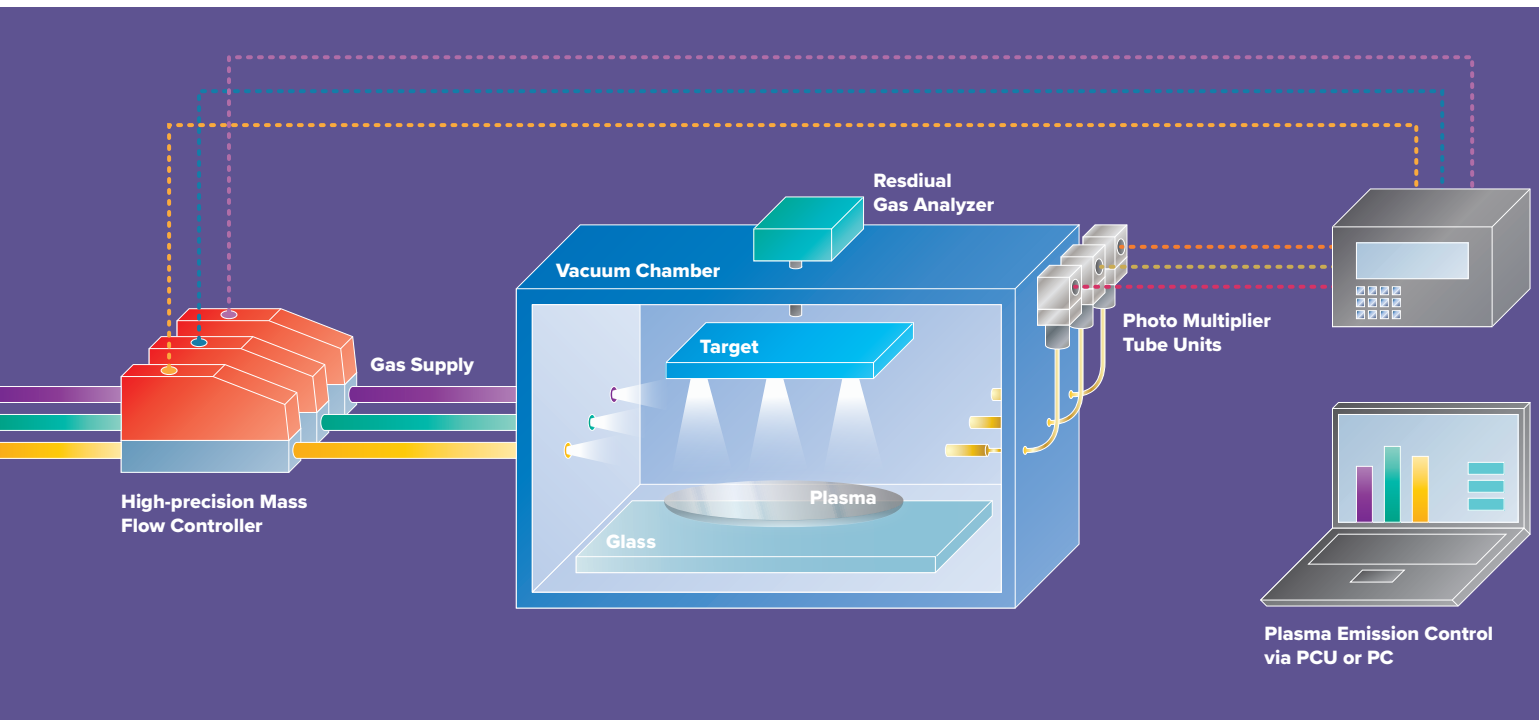 Resdiual
Gas Analyzer
Vacuum Chamber
Photo Multiplier
Tube Units
Target
Gas Supply
Plasma
High-precision Mass
Flow Controller
Glass
Plasma Emission Control
via PCU or PC